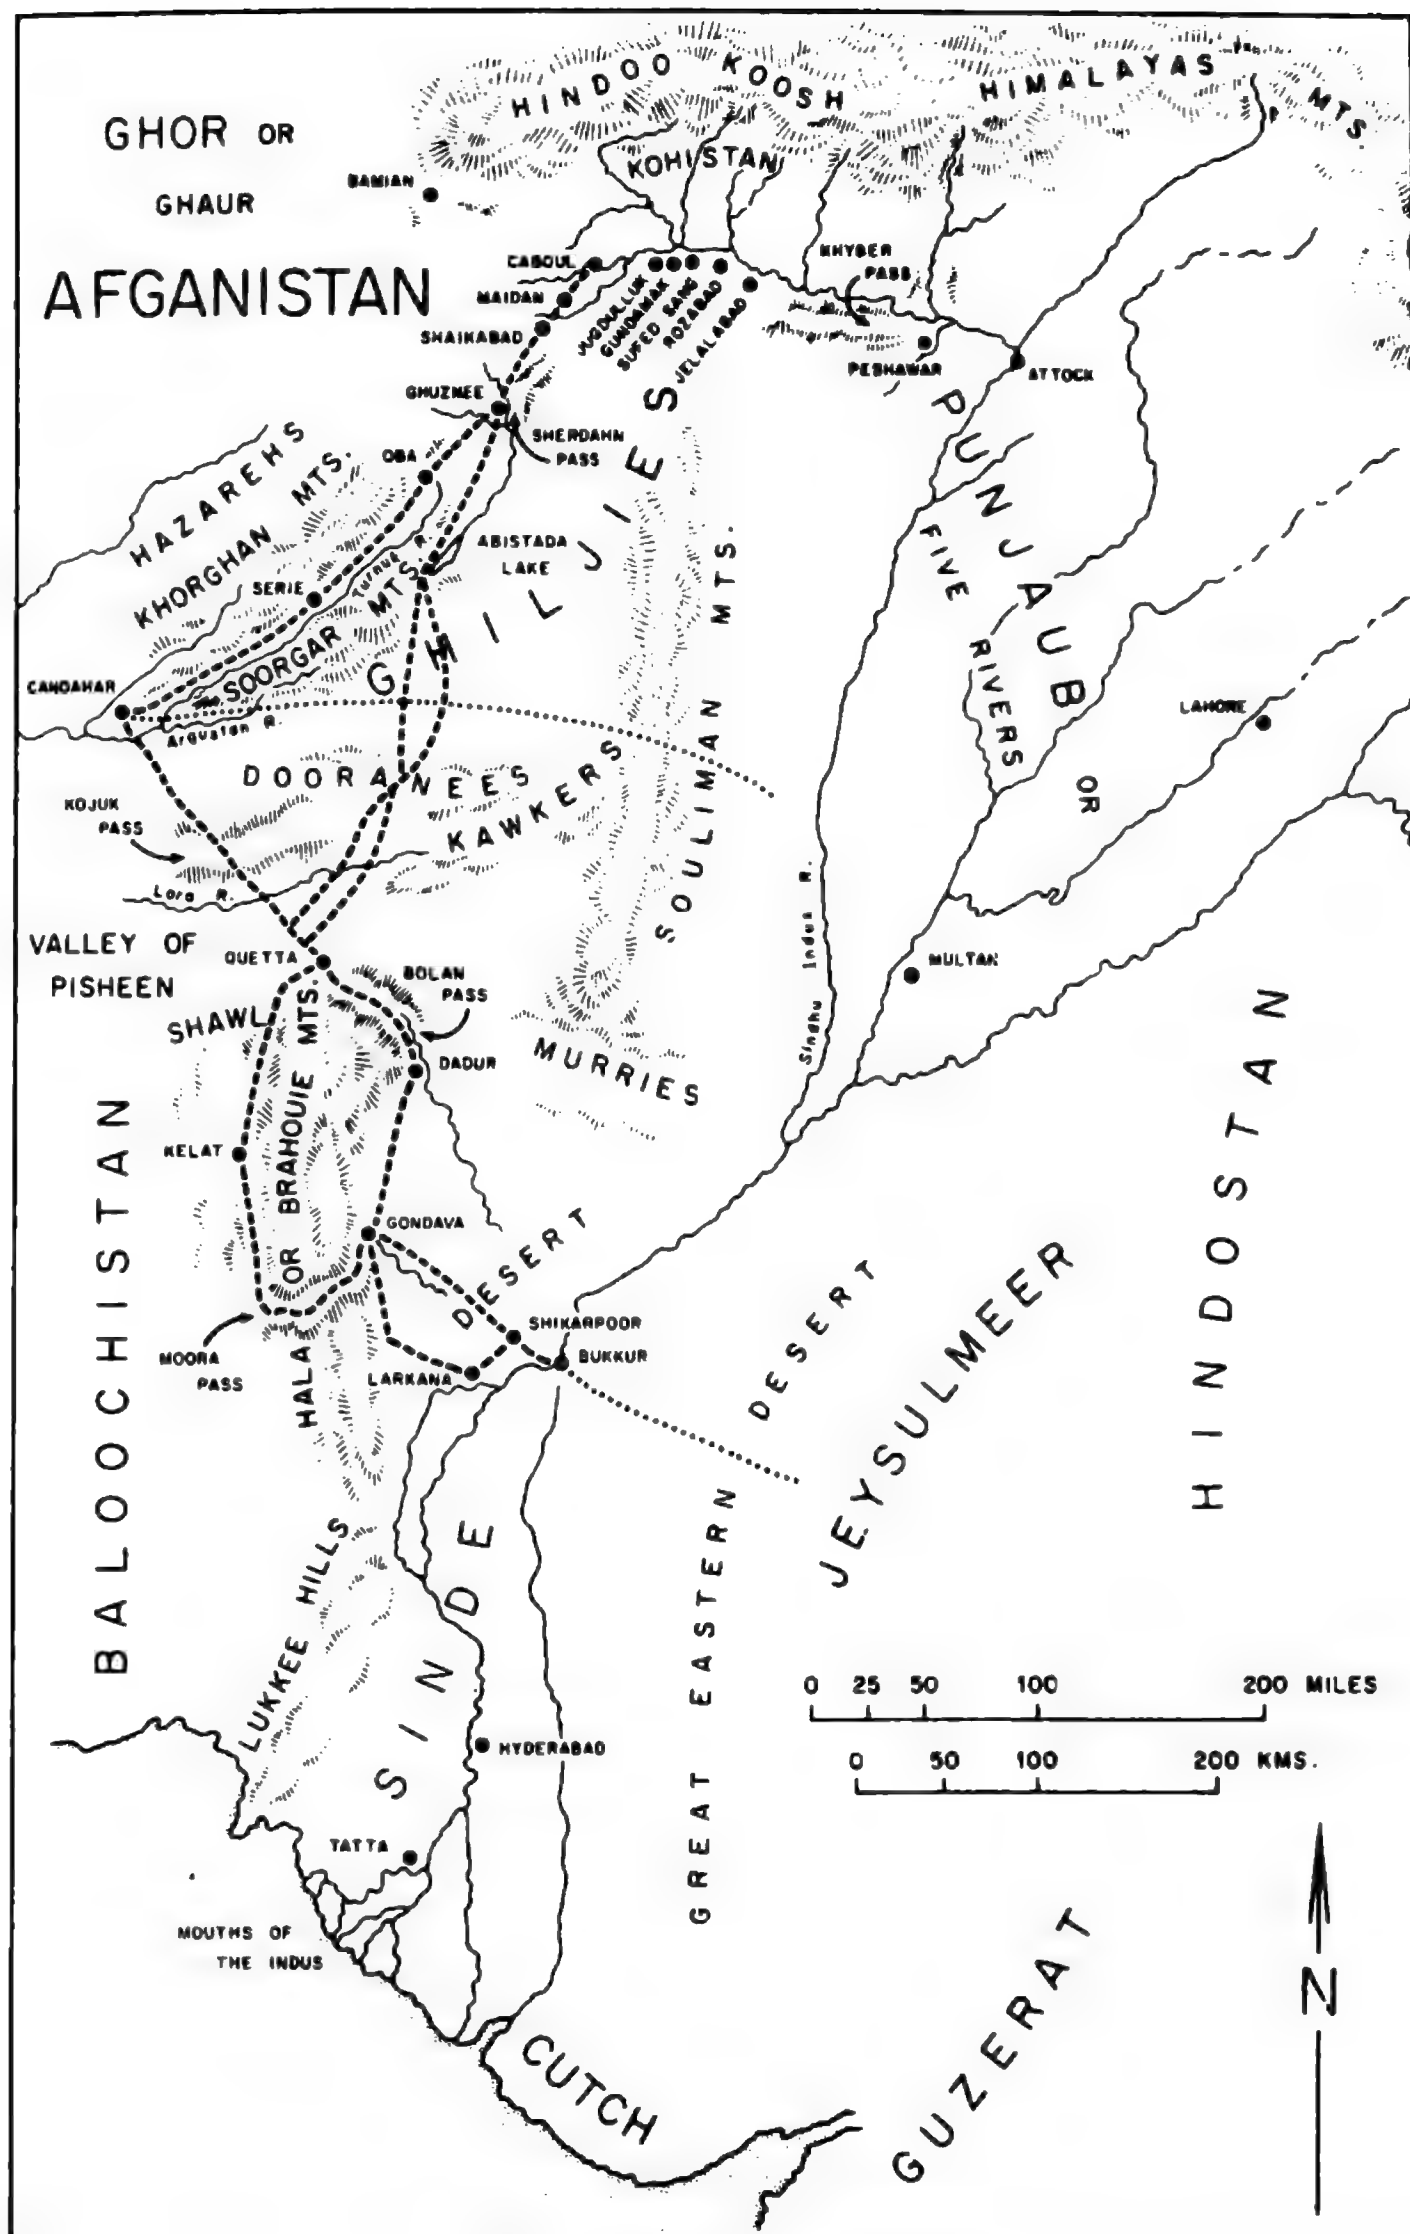 HINDOO KOOSH
HIMALAYAS MTS.
GHOR OR
GHAUR
KOHISTAN
BAMIAN
AFGANISTAN
CABOUL
MAIDAN
SHAIKABAD
JUGDULLUK
GUNDAMAK
SUFED SANG
ROZABAD
JELALABAD
KHYBER
PASS
PESHAWAR
ATTOCK
GHUZNEE
SHERDAHN
PASS
OBA
HAZAREHS
KHORGHAN MTS.
SERIE
Turnuk R.
SOORGAR MTS.
ABISTADA
LAKE
GHILJIES
SOULIMAN MTS.
PUNJAUB
OR
FIVE
RIVERS
LAHORE
CANDAHAR
Argustan R.
DOORANEES
KAWKERS
KOJUK
PASS
Lora R.
VALLEY OF
PISHEEN
QUETTA
BOLAN
PASS
SHAWL
DADUR
MURRIES
Sindhu Indus R.
MULTAN
KELAT
HALA OR BRAHOUIE MTS.
BALOOCHISTAN
GONDAVA
DESERT
SHIKARPOOR
BUKKUR
LARKANA
MOORA
PASS
HINDOSTAN
JEYSULMEER
GREAT EASTERN DESERT
LUKKEE HILLS
SINDE
0 25 50 100 200 MILES
0 50 100 200 KMS.
HYDERABAD
TATTA
MOUTHS OF
THE INDUS
N
CUTCH
GUZERAT